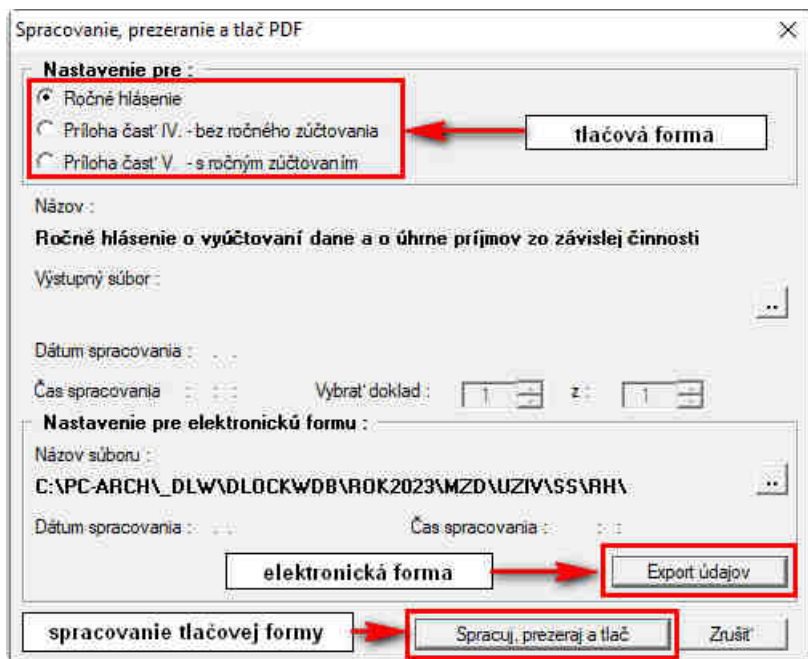 Spracovanie, prezeranie a tlač PDF
Nastavenie pre :
Ročné hlásenie
Príloha časť IV. - bez ročného zúčtovania
tlačová forma
Príloha časť V. - s ročným zúčtovaním
Názov :
Ročné hlásenie o vyúčtovaní dane a o úhrne príjmov zo závislej činnosti
Výstupný súbor :
..
Dátum spracovania : . .
Čas spracovania : : : Vybrať doklad : 1 z : 1
Nastavenie pre elektronickú formu :
Názov súboru :
C:\PC-ARCH\_DLW\DLOCKWDB\ROK2023\MZD\UZIV\SS\RH\ ..
Dátum spracovania : . . Čas spracovania : : :
elektronická forma Export údajov
spracovanie tlačovej formy Spracuj, prezeraj a tlač Zrušiť